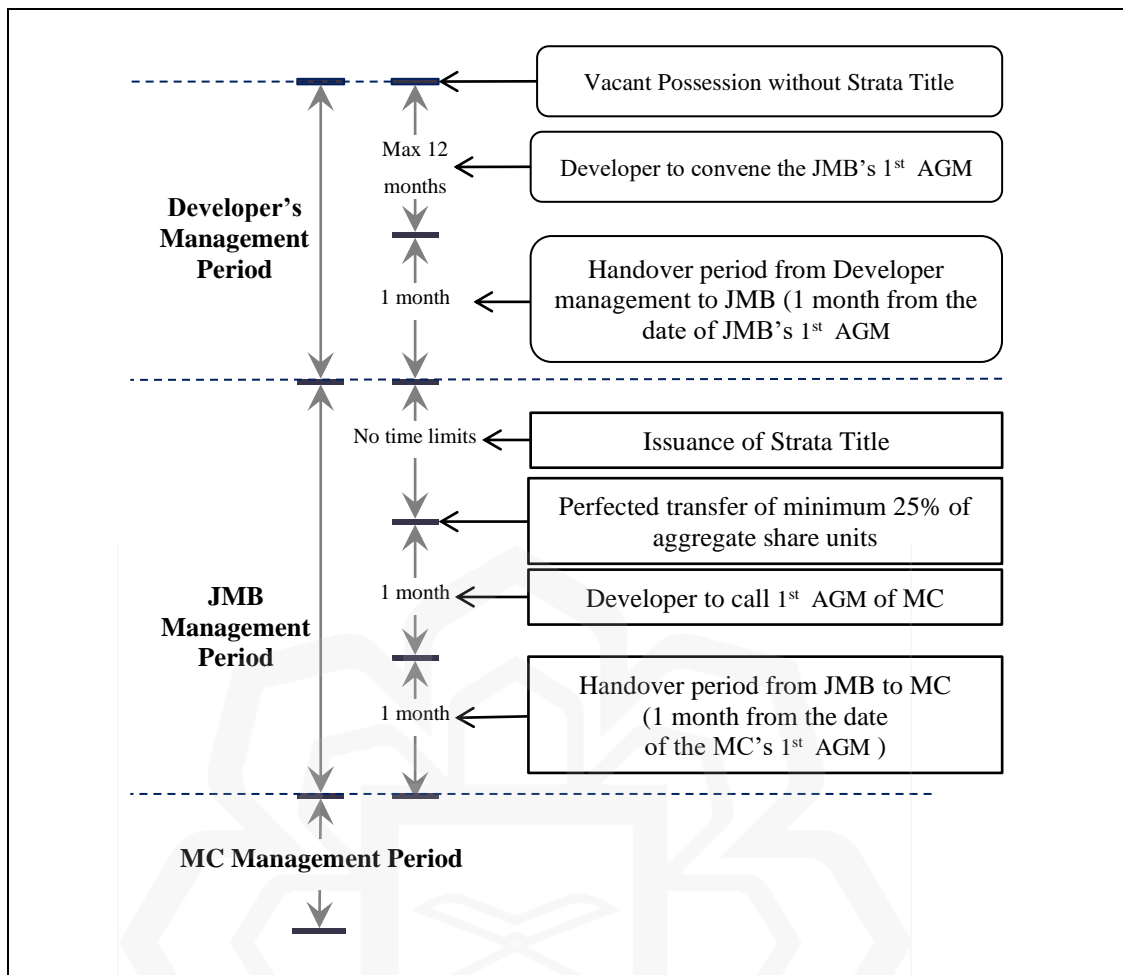 Vacant Possession without Strata Title
Max 12
months
Developer to convene the JMB's 1st AGM
Developer's
Management
Period
1 month
Handover period from Developer
management to JMB (1 month from the
date of JMB's 1st AGM
No time limits
Issuance of Strata Title
Perfected transfer of minimum 25% of
aggregate share units
JMB
Management
Period
1 month
Developer to call 1st AGM of MC
1 month
Handover period from JMB to MC
(1 month from the date
of the MC's 1st AGM )
MC Management Period